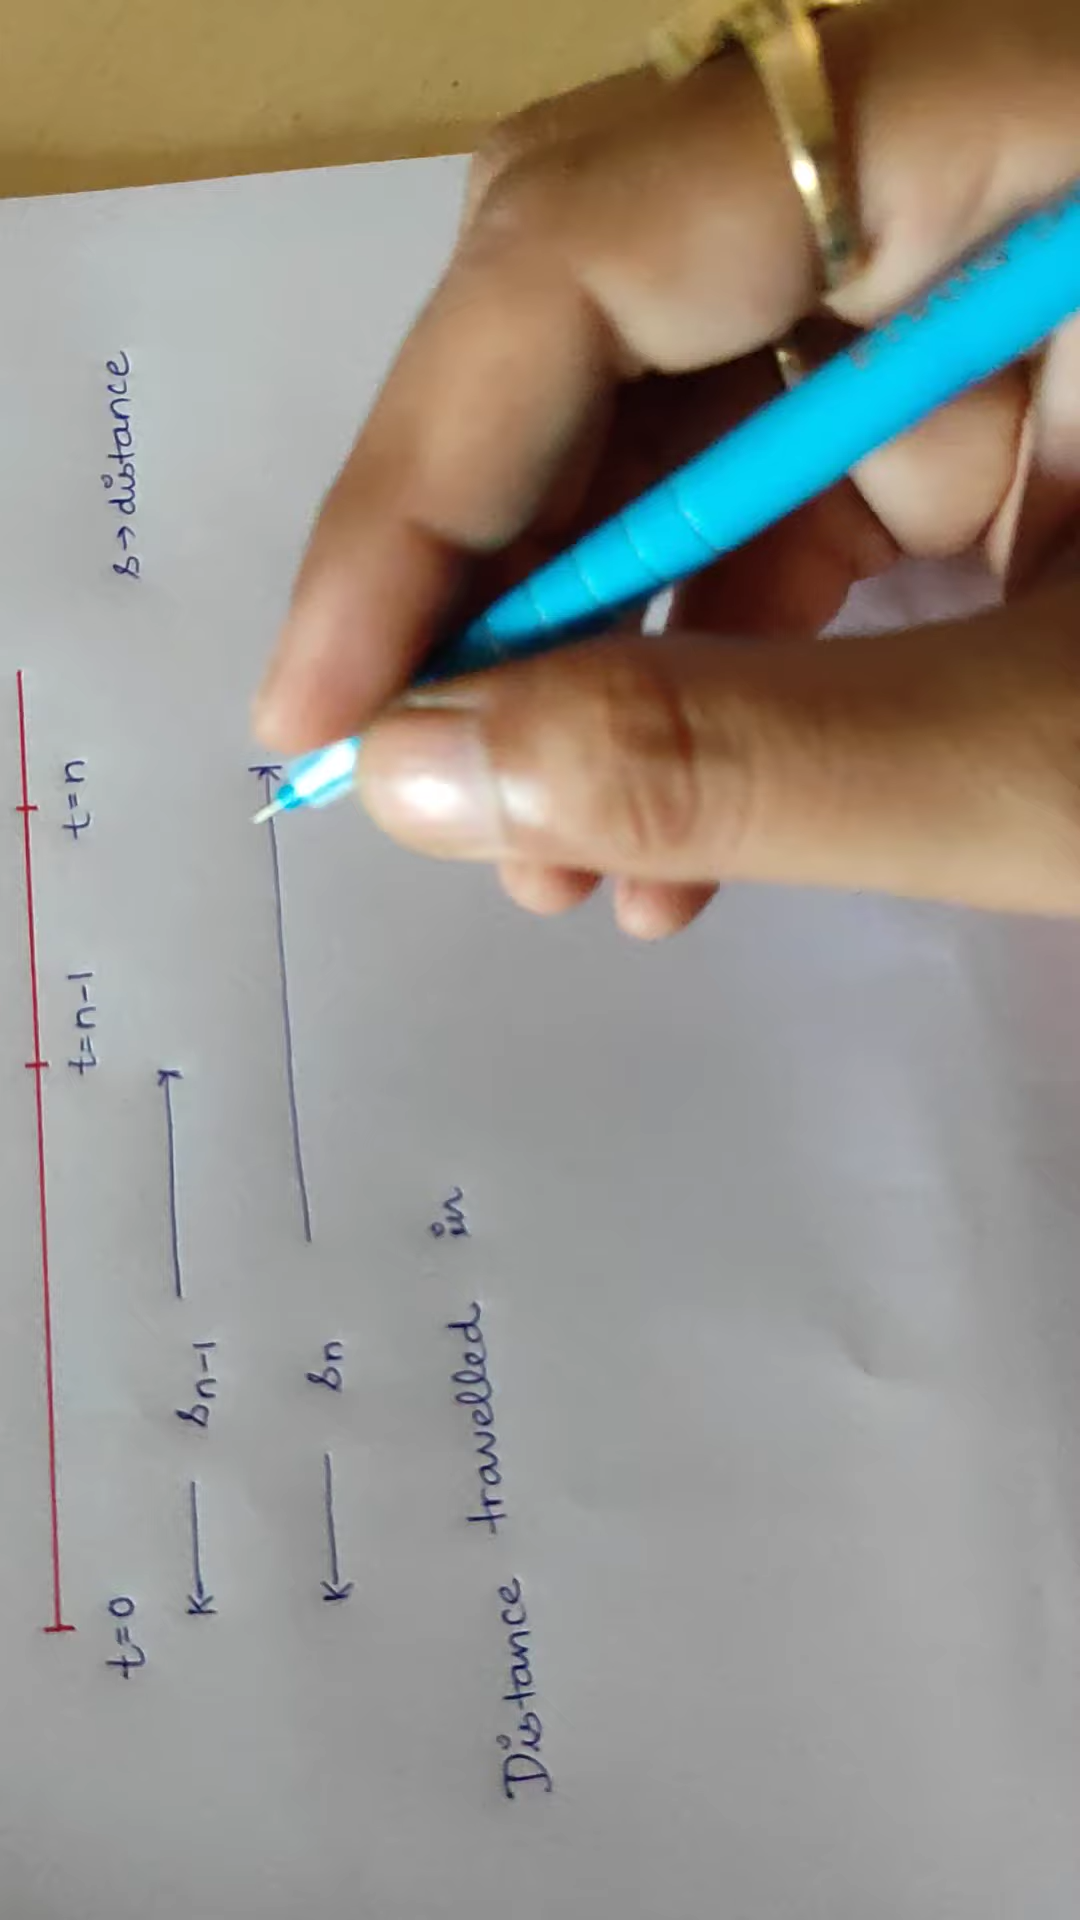 t=0 t=n-1 t=n
s→distance
Sn-1
Sn
Distance travelled in